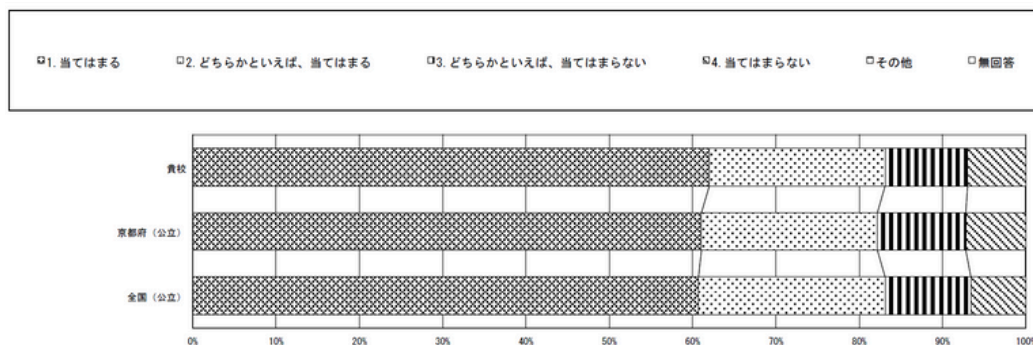 1. 当てはまる 2. どちらかといえば、当てはまる 3. どちらかといえば、当てはまらない 4. 当てはまらない その他 無回答
貴校
京都府（公立）
全国（公立）
0% 10% 20% 30% 40% 50% 60% 70% 80% 90% 100%